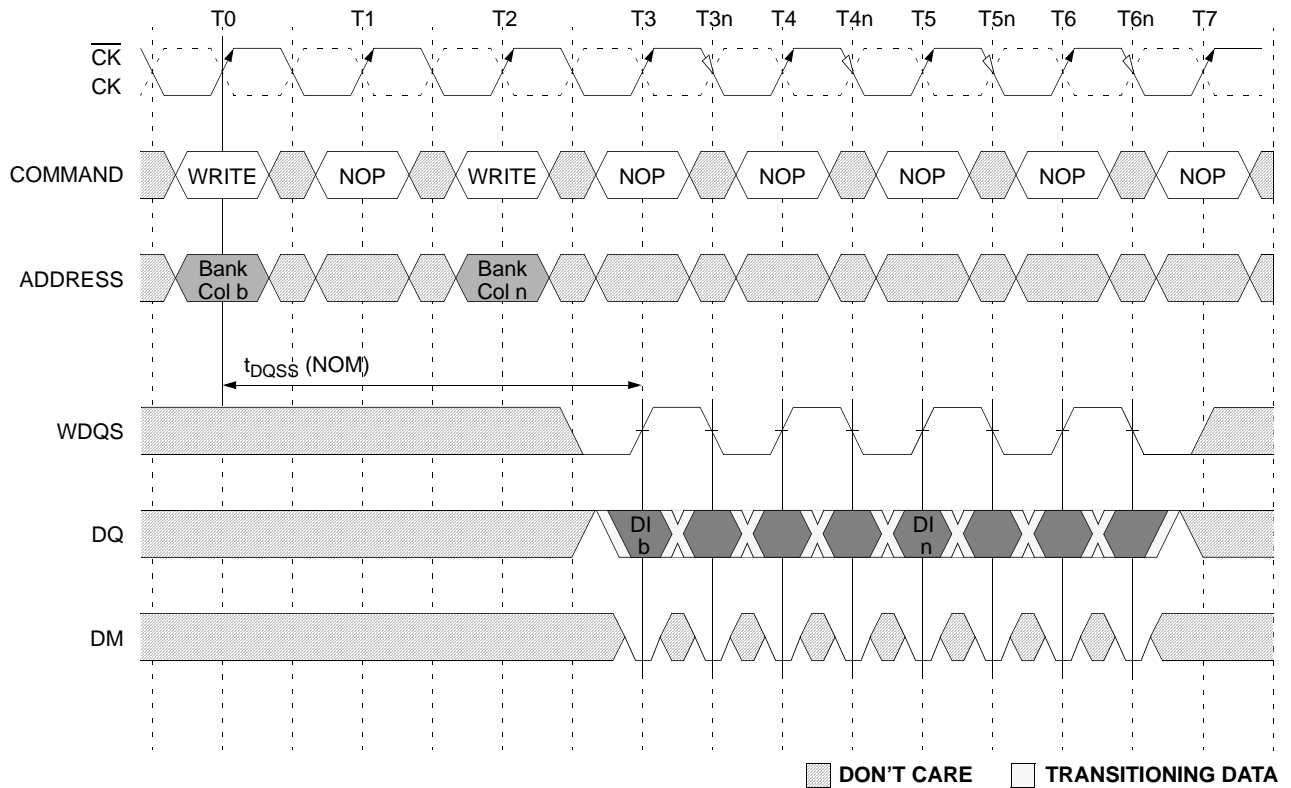 T0 T1 T2 T3 T3n T4 T4n T5 T5n T6 T6n T7
CK
CK
COMMAND WRITE NOP WRITE NOP NOP NOP NOP NOP
ADDRESS Bank Col b Bank Col n
tDQSS (NOM)
WDQS
DQ DI b DI n
DM
DON'T CARE TRANSITIONING DATA